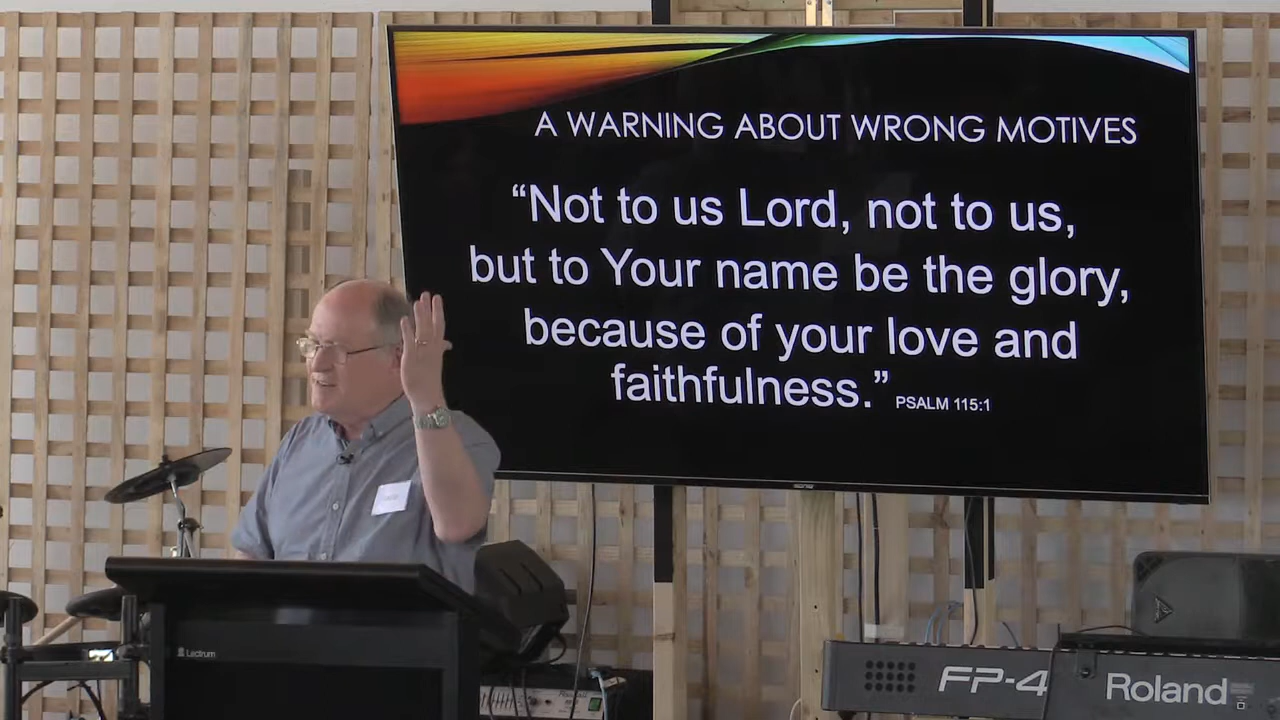 A WARNING ABOUT WRONG MOTIVES
“Not to us Lord, not to us,
but to Your name be the glory,
because of your love and
faithfulness.” PSALM 115:1
Lectrum
FP-4
Roland